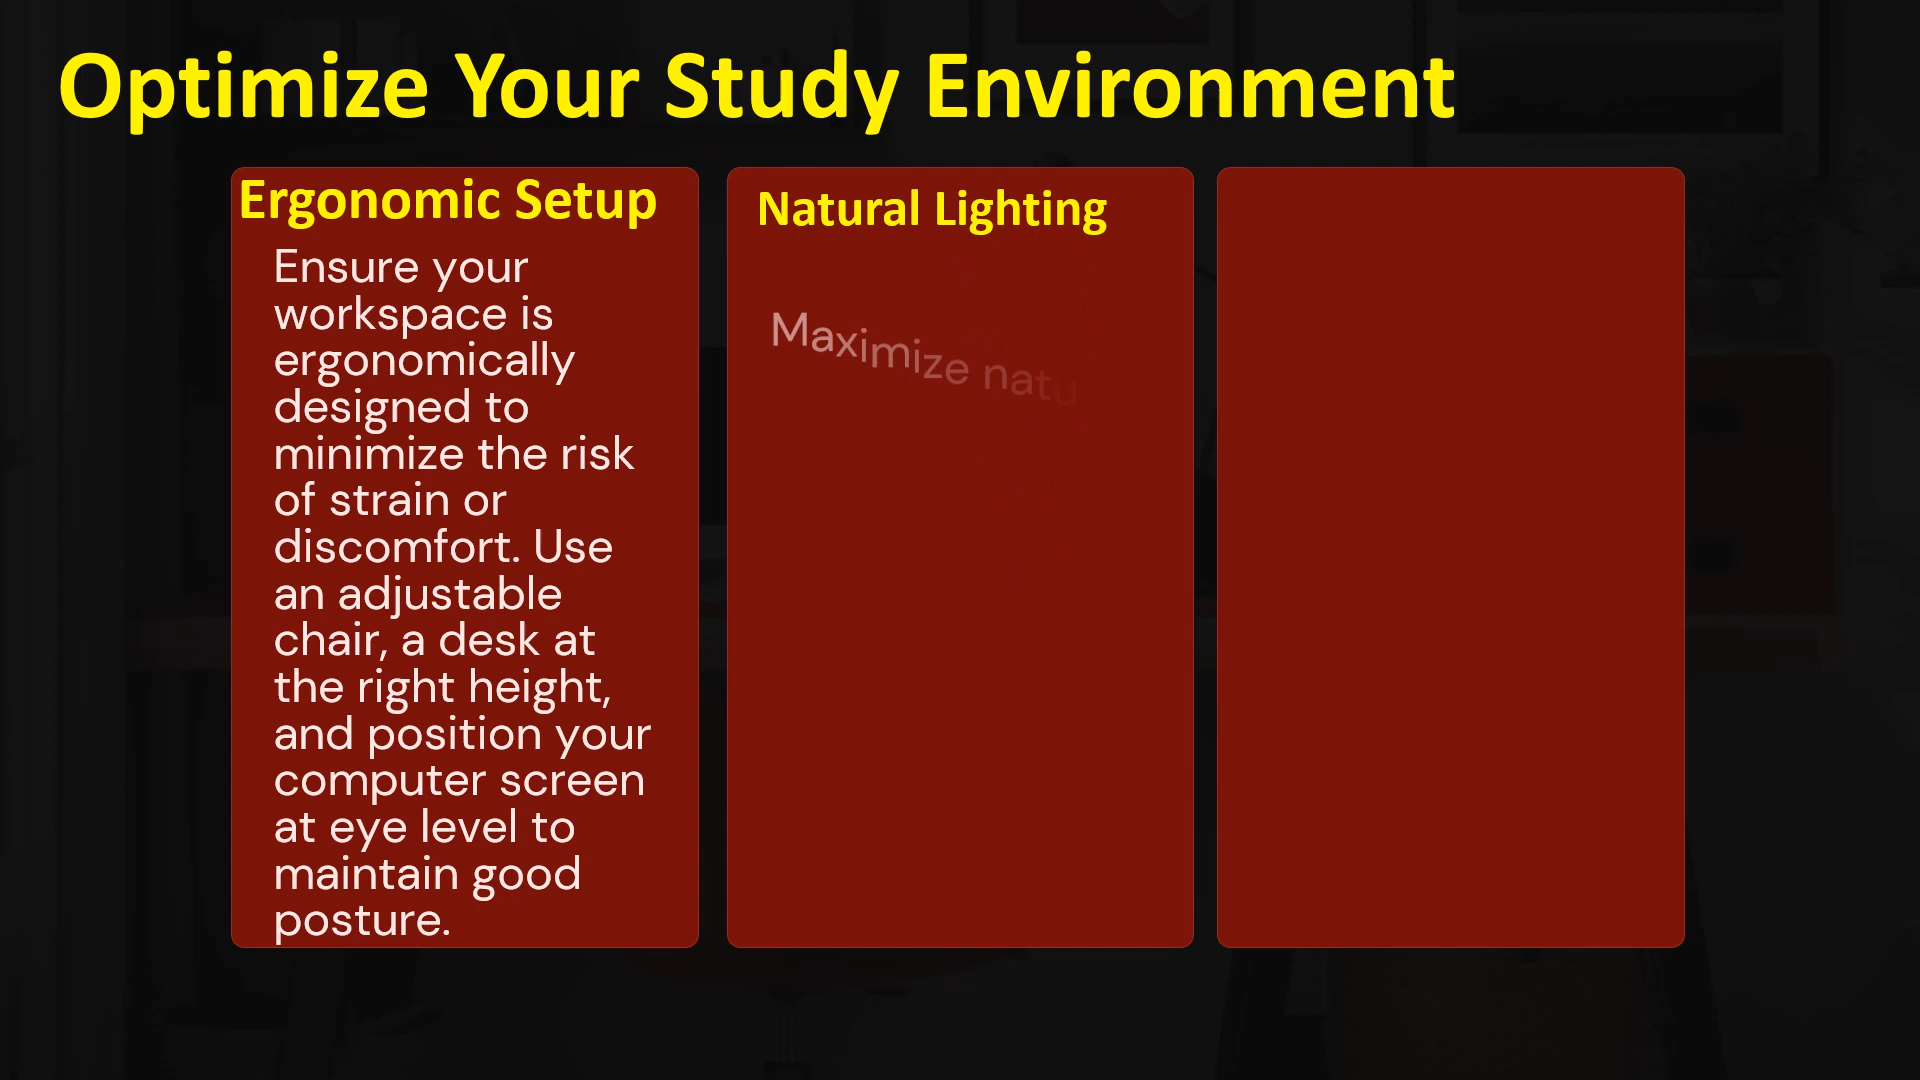 Optimize Your Study Environment
Ergonomic Setup
Ensure your
workspace is
ergonomically
designed to
minimize the risk
of strain or
discomfort. Use
an adjustable
chair, a desk at
the right height,
and position your
computer screen
at eye level to
maintain good
posture.
Natural Lighting
Maximize natu